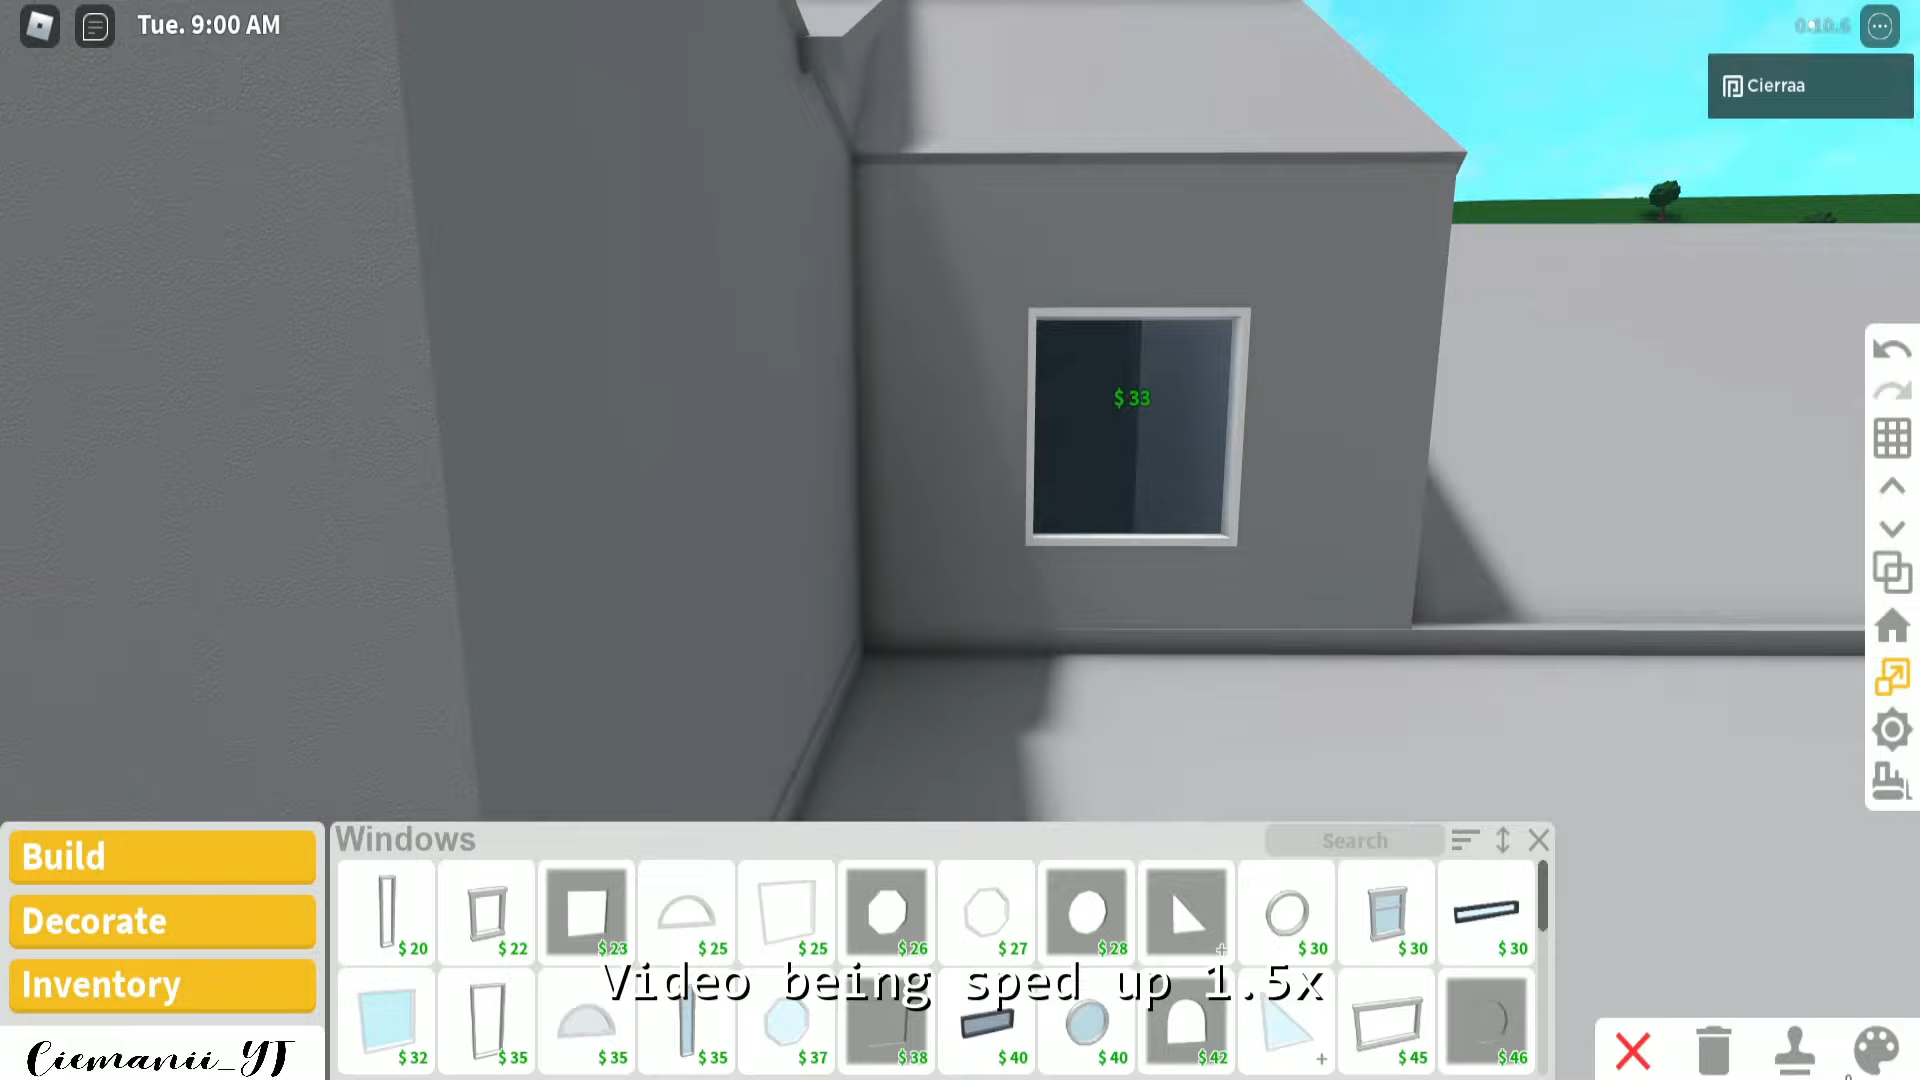 Tue. 9:00 AM
Cierraa
$ 33
Build
Decorate
Inventory
Windows
Search
$ 20
$ 22
$ 23
$ 25
$ 25
$ 26
$ 27
$ 28
$ 30
$ 30
$ 30
Video being sped up 1.5x
$ 32
$ 35
$ 35
$ 35
$ 37
$ 38
$ 40
$ 40
$ 42
$ 45
$ 46
Ciemanii_YT